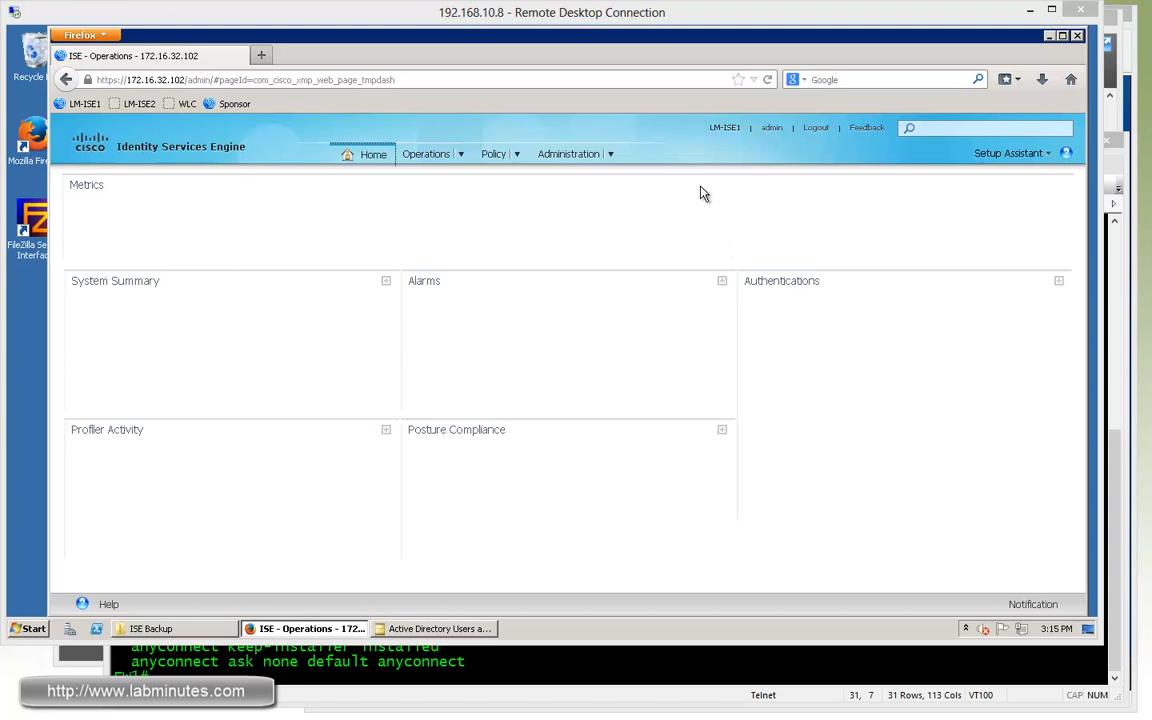 192.168.10.8 - Remote Desktop Connection
Recycle
Firefox
ISE - Operations - 172.16.32.102
https://172.16.32.102/admin/#pageId=com_cisco_xmp_web_page_tmpdash
Google
LM-ISE1 LM-ISE2 WLC Sponsor
Mozilla Fire
LM-ISE1 | admin | Logout | Feedback
CISCO Identity Services Engine
Home Operations Policy Administration
Setup Assistant
Metrics
System Summary Alarms Authentications
FileZilla Se
Interfac
Profiler Activity Posture Compliance
Help Notification
Start ISE Backup ISE - Operations - 172... Active Directory Users a... 3:15 PM
anyconnect keep-installer installed
anyconnect ask none default anyconnect
FW1#
http://www.labminutes.com
Telnet 31, 7 31 Rows, 113 Cols VT100 CAP NUM